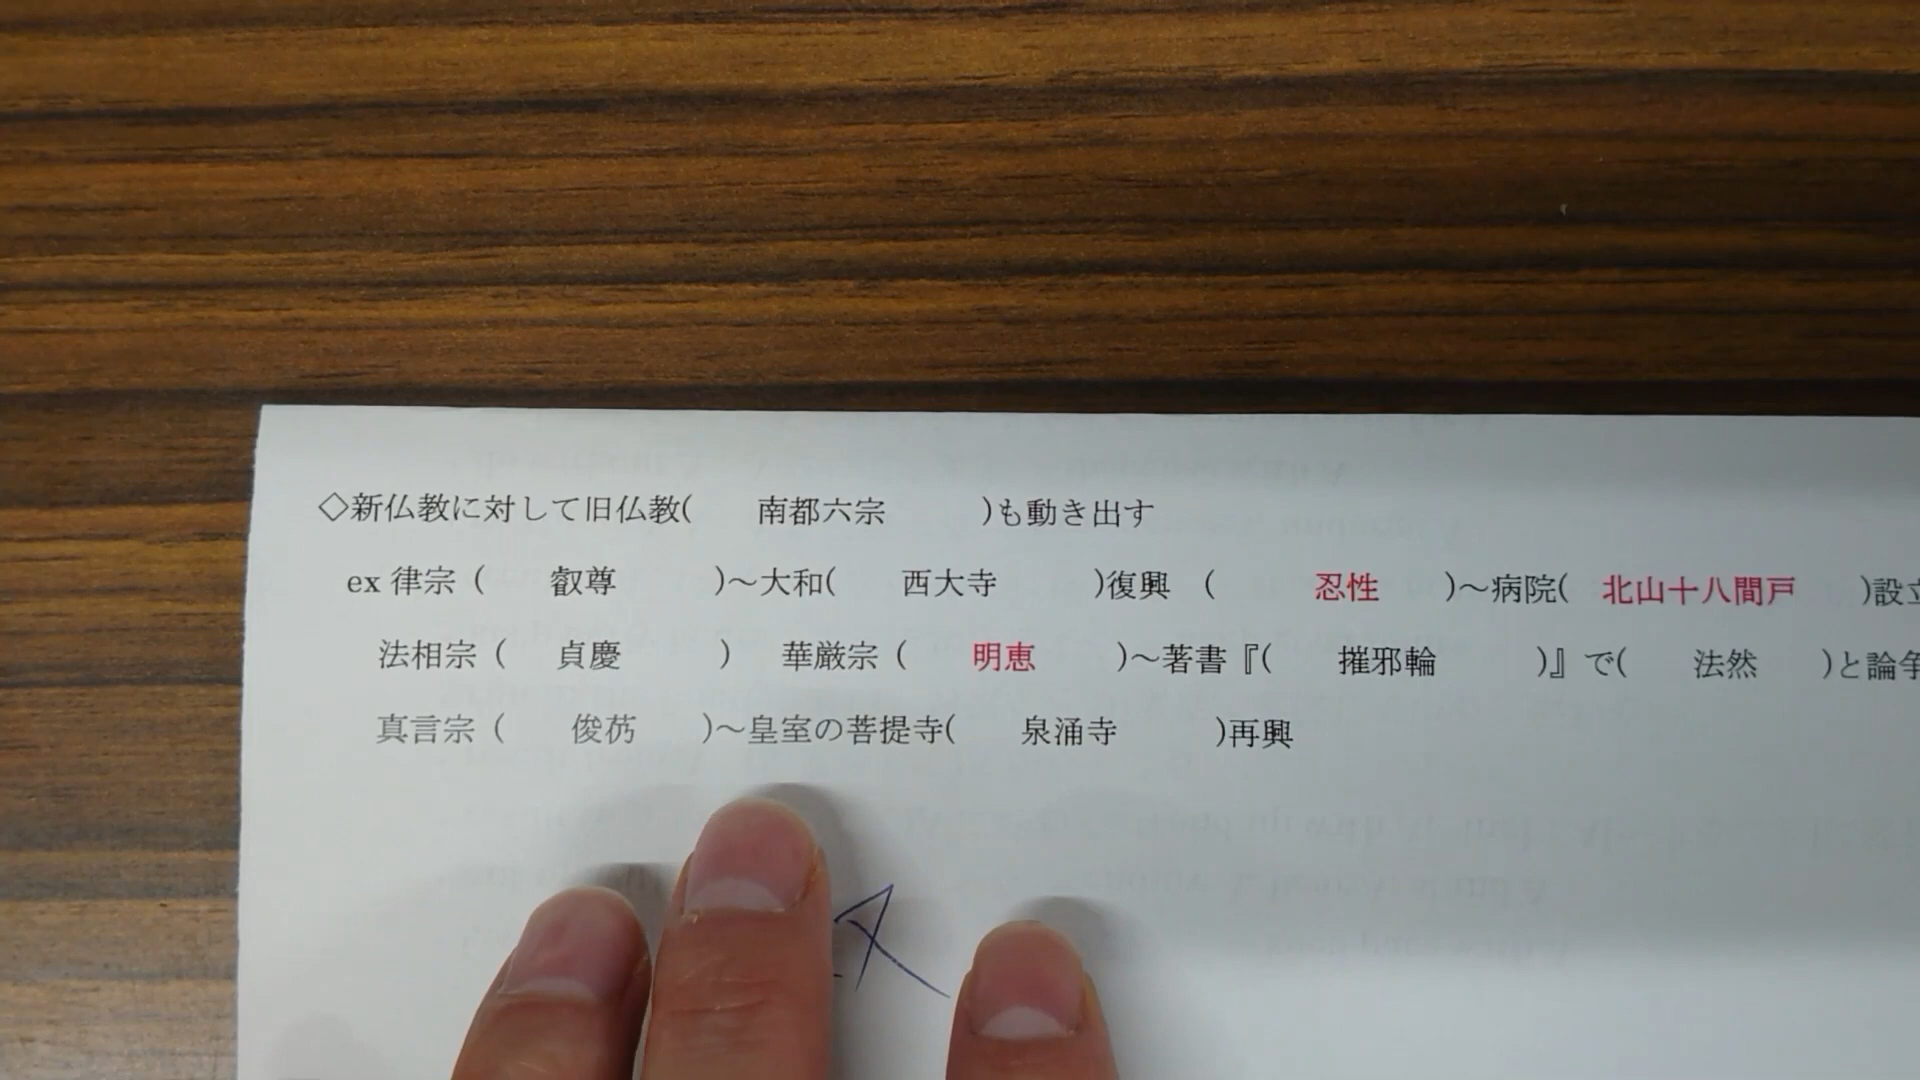 ◇新仏教に対して旧仏教( 南都六宗 )も動き出す
ex 律宗 ( 叡尊 )～大和( 西大寺 )復興 ( 忍性 )～病院( 北山十八間戸 )設立
法相宗 ( 貞慶 ) 華厳宗 ( 明恵 )～著書『( 摧邪輪 )』で( 法然 )と論争
真言宗 ( 俊芿 )～皇室の菩提寺( 泉涌寺 )再興